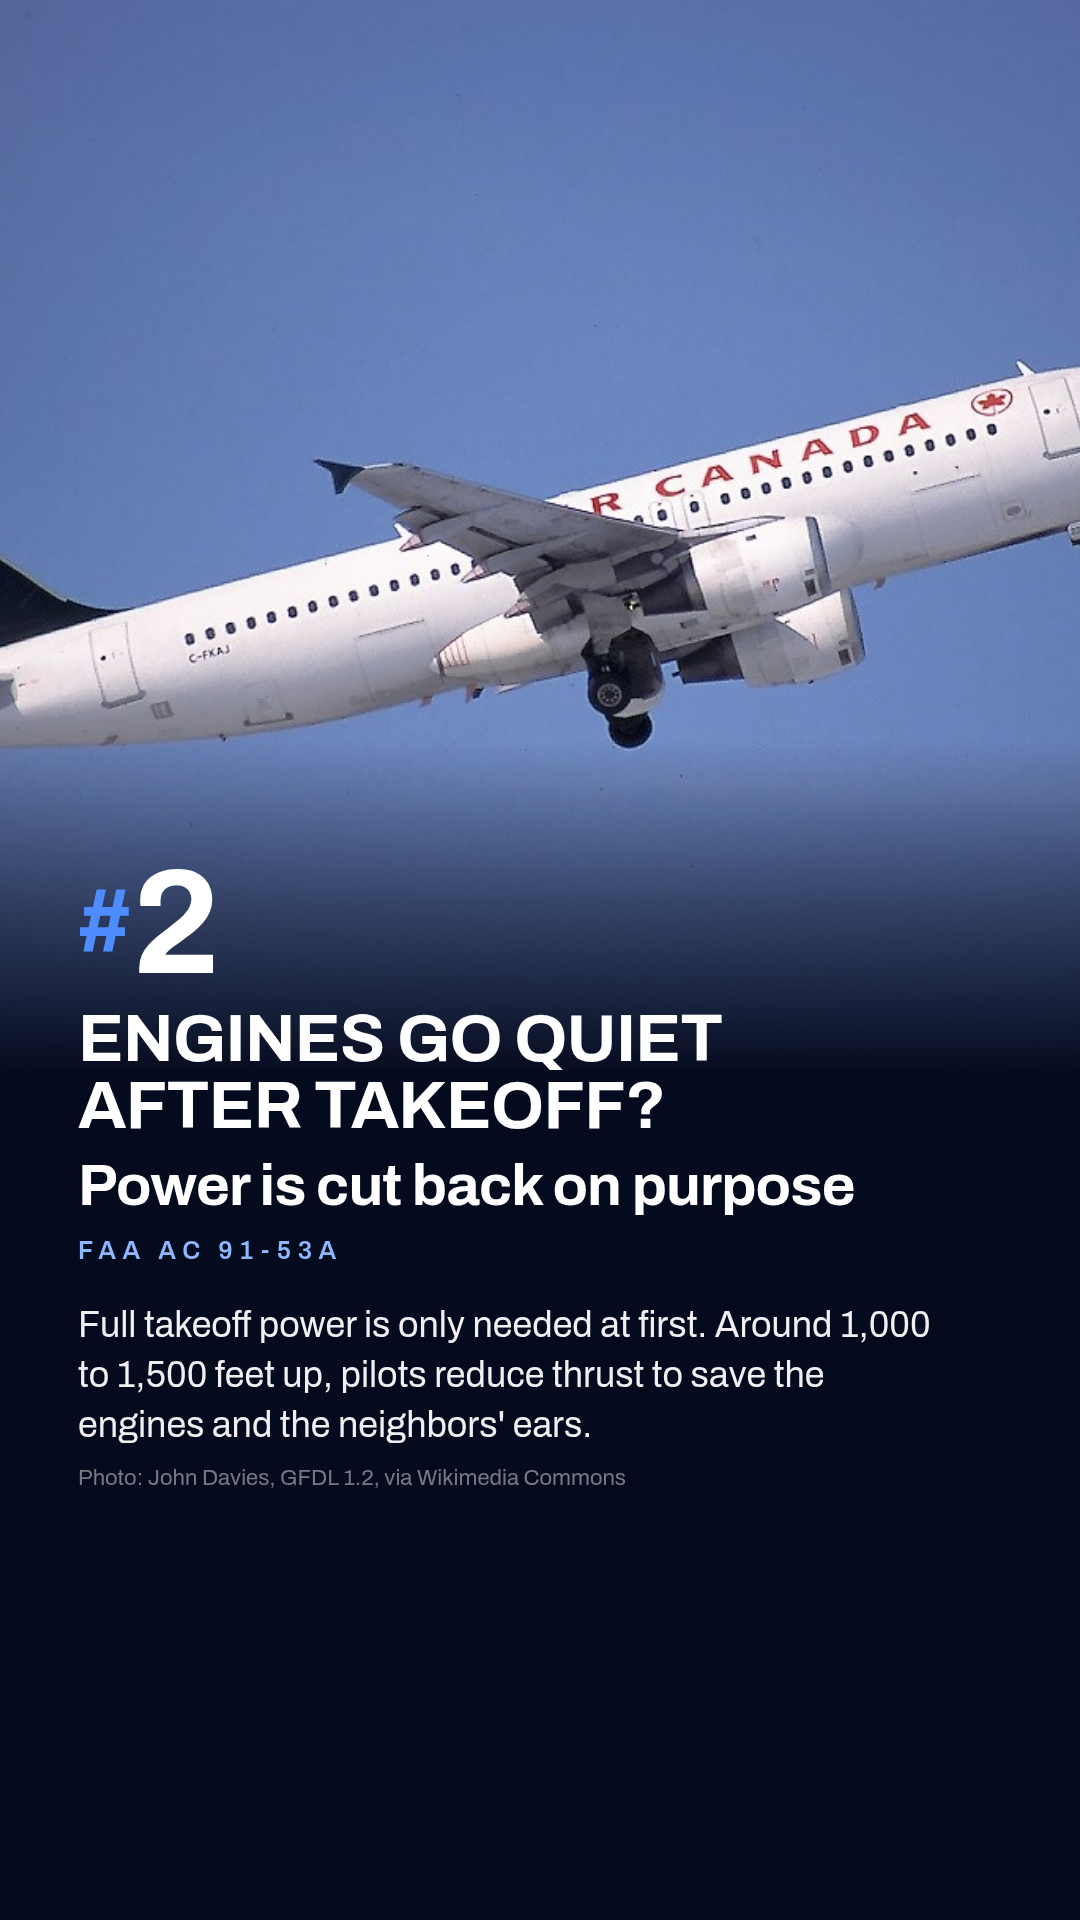 R CANADA
C-FKAJ
#2
ENGINES GO QUIET
AFTER TAKEOFF?
Power is cut back on purpose
FAA AC 91-53A
Full takeoff power is only needed at first. Around 1,000
to 1,500 feet up, pilots reduce thrust to save the
engines and the neighbors' ears.
Photo: John Davies, GFDL 1.2, via Wikimedia Commons